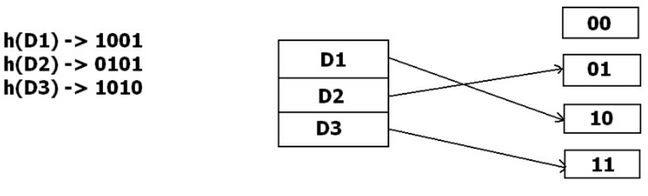 h(D1) -> 1001
h(D2) -> 0101
h(D3) -> 1010
D1
D2
D3
00
01
10
11